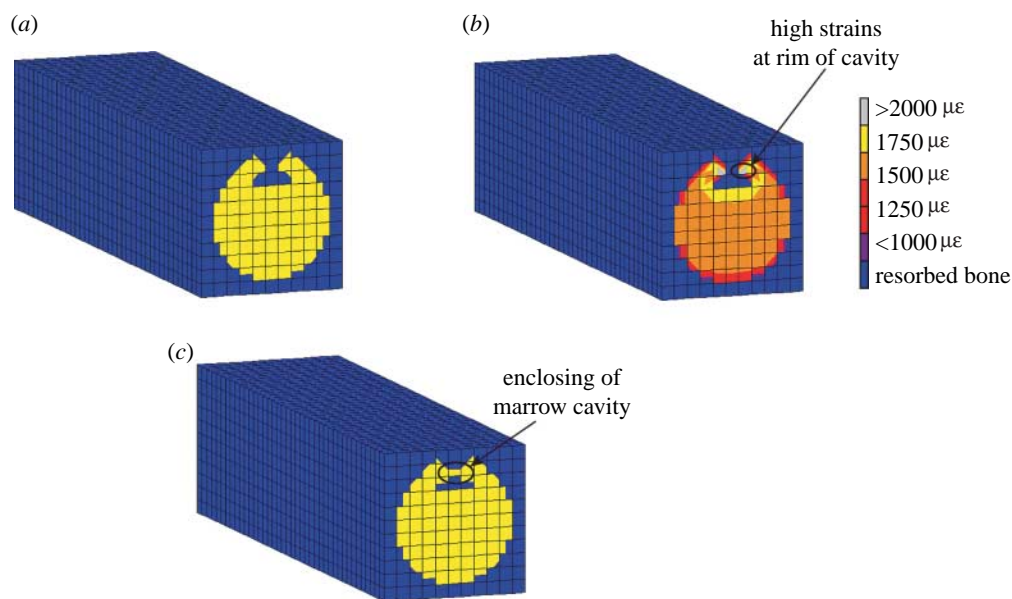 (a)
(b)
high strains
at rim of cavity
>2000 με
1750 με
1500 με
1250 με
<1000 με
resorbed bone
(c)
enclosing of
marrow cavity